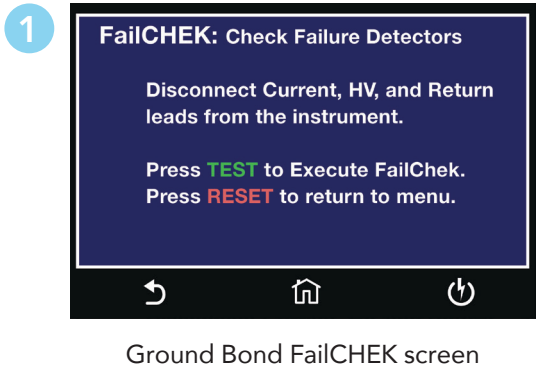 1
FailCHEK: Check Failure Detectors
Disconnect Current, HV, and Return
leads from the instrument.
Press TEST to Execute FailChek.
Press RESET to return to menu.
Ground Bond FailCHEK screen